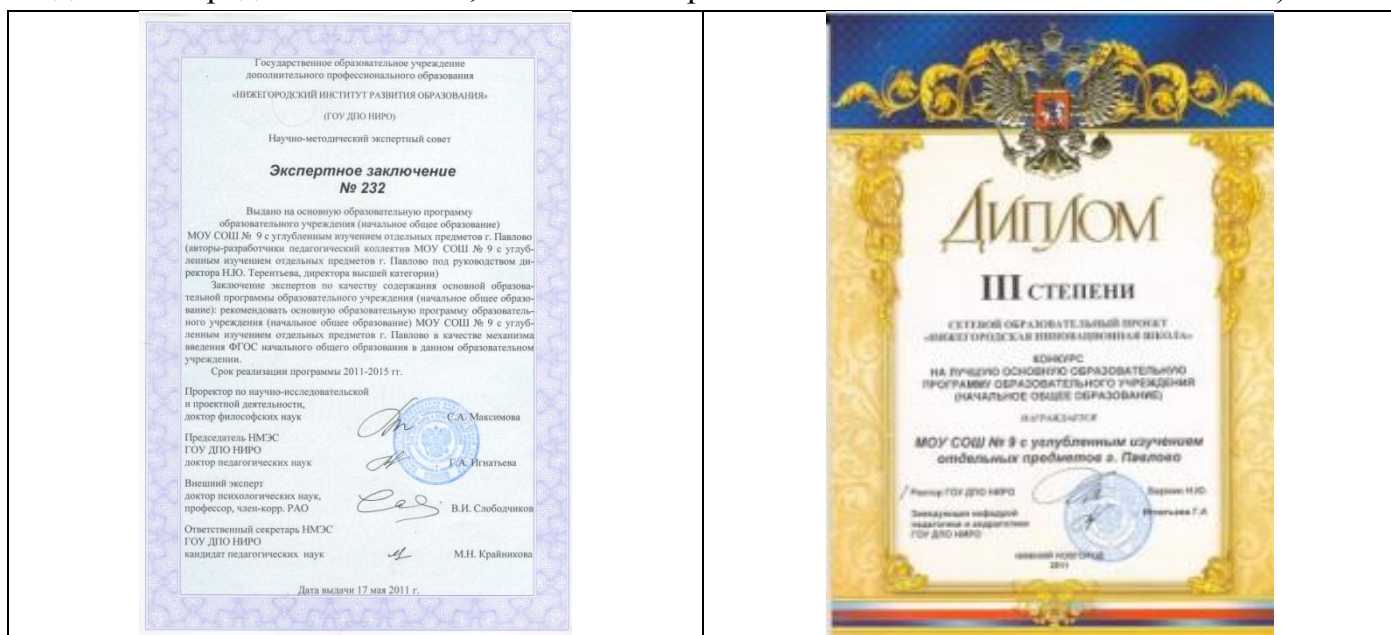 Государственное образовательное учреждение
дополнительного профессионального образования
«НИЖЕГОРОДСКИЙ ИНСТИТУТ РАЗВИТИЯ ОБРАЗОВАНИЯ»
(ГОУ ДПО НИРО)
Научно-методический экспертный совет
Экспертное заключение
№ 232
Выдано на основную образовательную программу
образовательного учреждения (начальное общее образование)
МОУ СОШ № 9 с углубленным изучением отдельных предметов г. Павлово
(авторы-разработчики педагогический коллектив МОУ СОШ № 9 с углуб-
ленным изучением отдельных предметов г. Павлово под руководством ди-
ректора Н.Ю. Терентьева, директора высшей категории)
Заключение экспертов по качеству содержания основной образова-
тельной программы образовательного учреждения (начальное общее образо-
вание): рекомендовать основную образовательную программу образователь-
ного учреждения (начальное общее образование) МОУ СОШ № 9 с углуб-
ленным изучением отдельных предметов г. Павлово в качестве механизма
введения ФГОС начального общего образования в данном образовательном
учреждении.
Срок реализации программы 2011-2015 гг.
Проректор по научно-исследовательской
и проектной деятельности,
доктор философских наук С.А. Максимова
Председатель НМЭС
ГОУ ДПО НИРО
доктор педагогических наук Г.А. Игнатьева
Внешний эксперт
доктор психологических наук,
профессор, член-корр. РАО В.И. Слободчиков
Ответственный секретарь НМЭС
ГОУ ДПО НИРО
кандидат педагогических наук М.Н. Крайникова
Дата выдачи 17 мая 2011 г.
ДИПЛОМ
III СТЕПЕНИ
СЕТЕВОЙ ОБРАЗОВАТЕЛЬНЫЙ ПРОЕКТ
«НИЖЕГОРОДСКАЯ ИННОВАЦИОННАЯ ШКОЛА»
КОНКУРС
НА ЛУЧШУЮ ОСНОВНУЮ ОБРАЗОВАТЕЛЬНУЮ
ПРОГРАММУ ОБРАЗОВАТЕЛЬНОГО УЧРЕЖДЕНИЯ
(НАЧАЛЬНОЕ ОБЩЕЕ ОБРАЗОВАНИЕ)
НАГРАЖДАЕТСЯ
МОУ СОШ № 9 с углубленным изучением
отдельных предметов г. Павлово
Ректор ГОУ ДПО НИРО
Заведующая кафедрой
педагогики и андрагогики
ГОУ ДПО НИРО Игнатьева Г.А.
НИЖНИЙ НОВГОРОД
2011